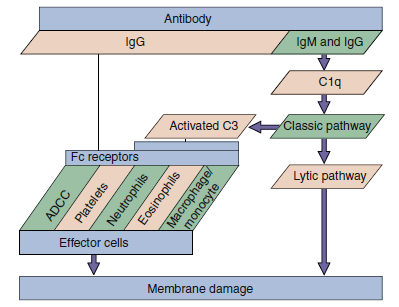 Antibody
IgG
IgM and IgG
C1q
Activated C3
Classic pathway
Fc receptors
Lytic pathway
ADCC
Platelets
Neutrophils
Eosinophils
Macrophage/
monocyte
Effector cells
Membrane damage